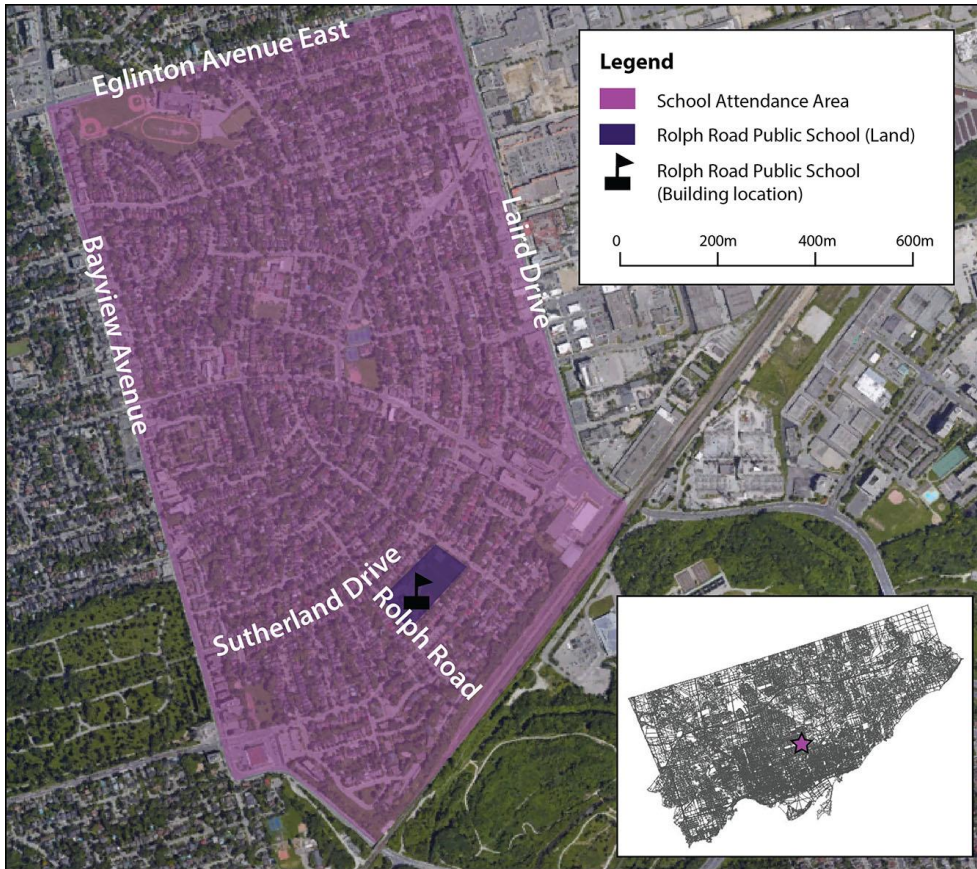 Eglinton Avenue East
Legend
School Attendance Area
Rolph Road Public School (Land)
Rolph Road Public School
(Building location)
0 200m 400m 600m
Laird Drive
Bayview Avenue
Sutherland Drive
Rolph Road